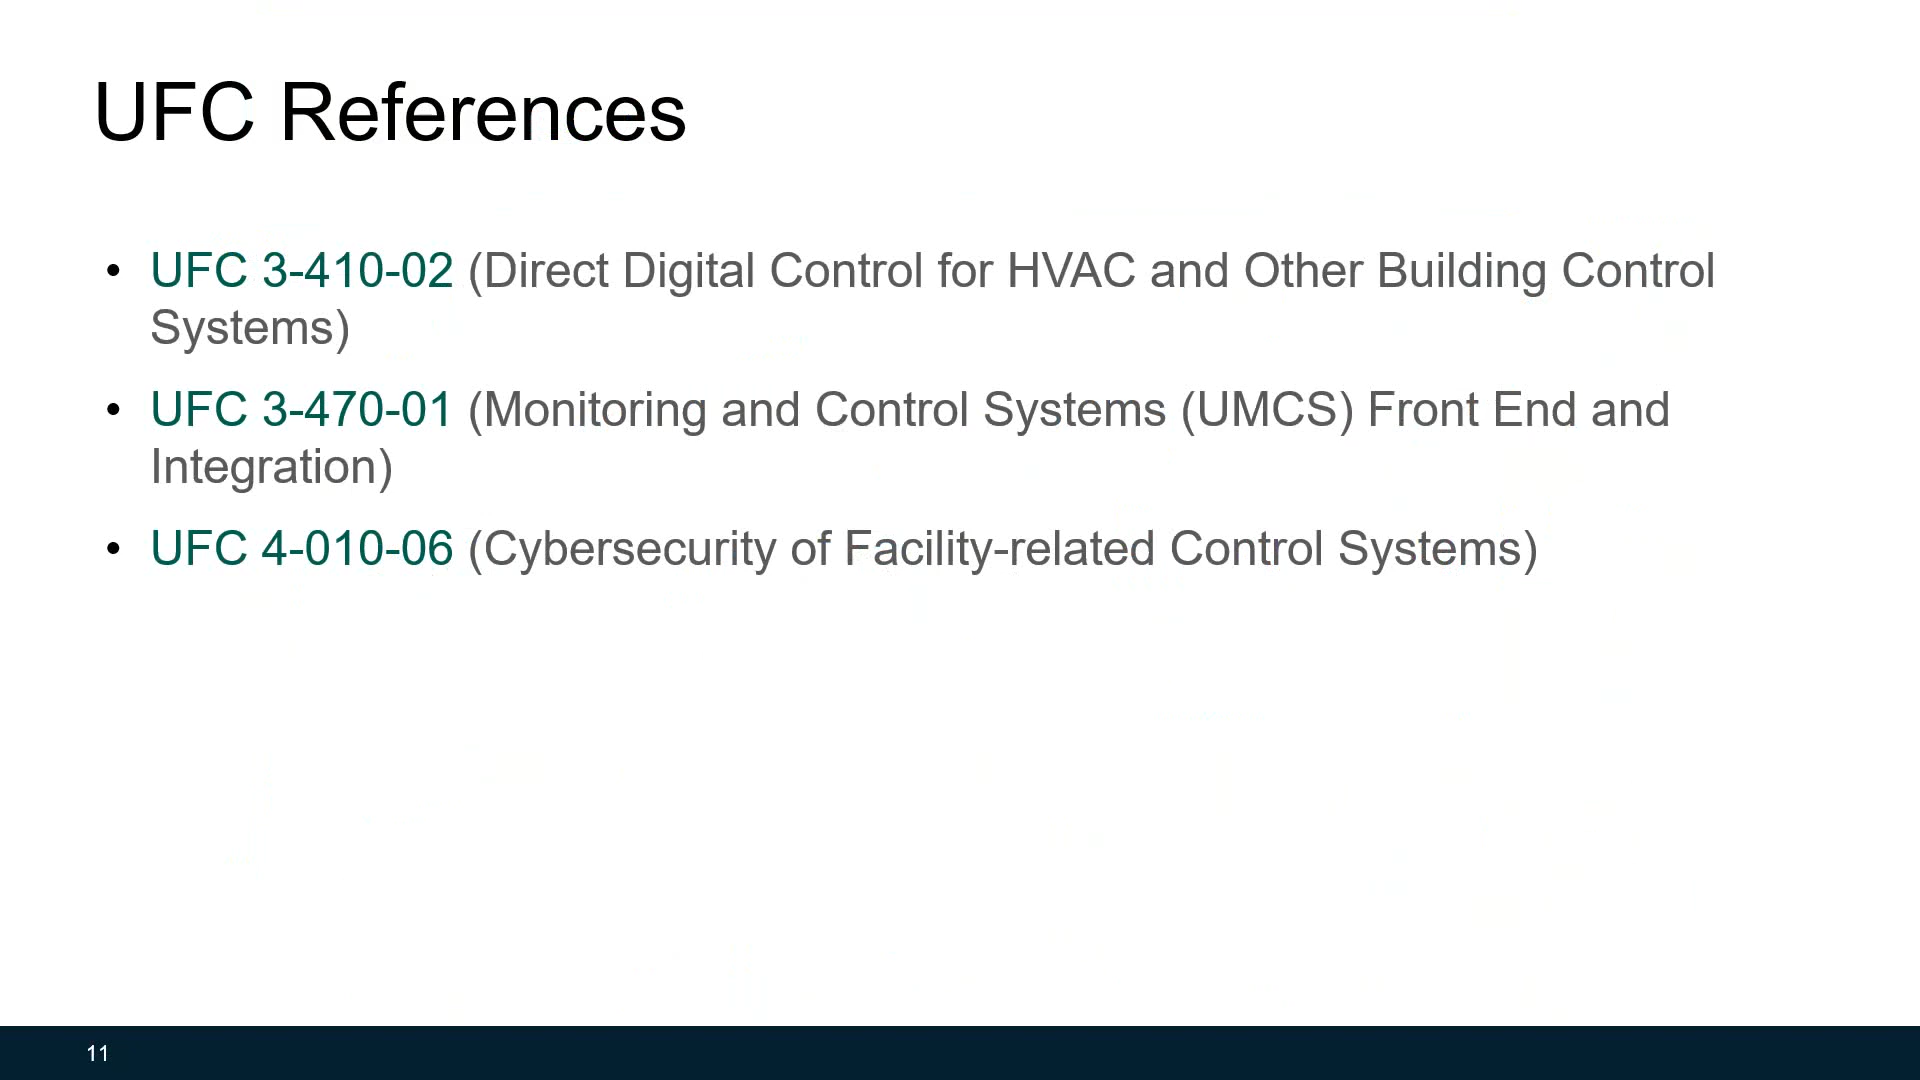 UFC References
• UFC 3-410-02 (Direct Digital Control for HVAC and Other Building Control
Systems)
• UFC 3-470-01 (Monitoring and Control Systems (UMCS) Front End and
Integration)
• UFC 4-010-06 (Cybersecurity of Facility-related Control Systems)
11